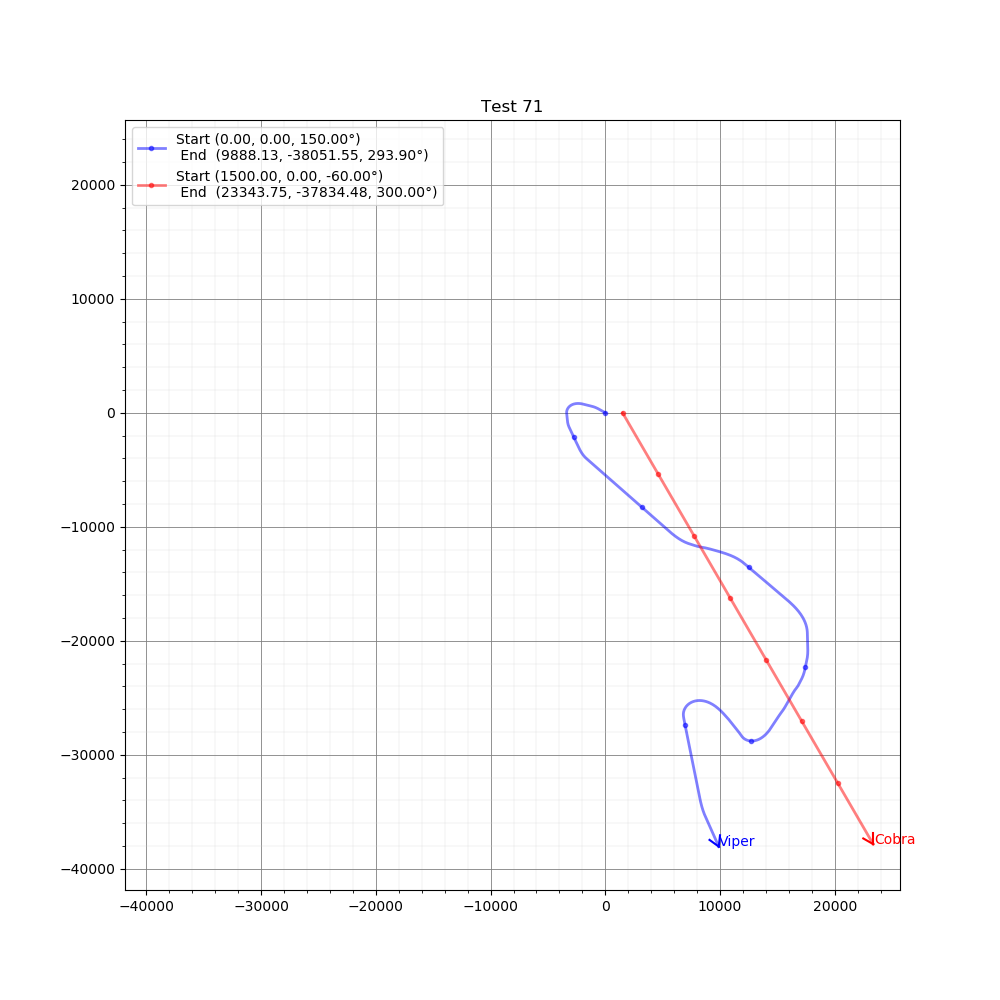 Test 71
Start (0.00, 0.00, 150.00°)
End  (9888.13, -38051.55, 293.90°)
Start (1500.00, 0.00, -60.00°)
End  (23343.75, -37834.48, 300.00°)
20000
10000
0
−10000
−20000
−30000
−40000
Viper
Cobra
−40000 −30000 −20000 −10000 0 10000 20000